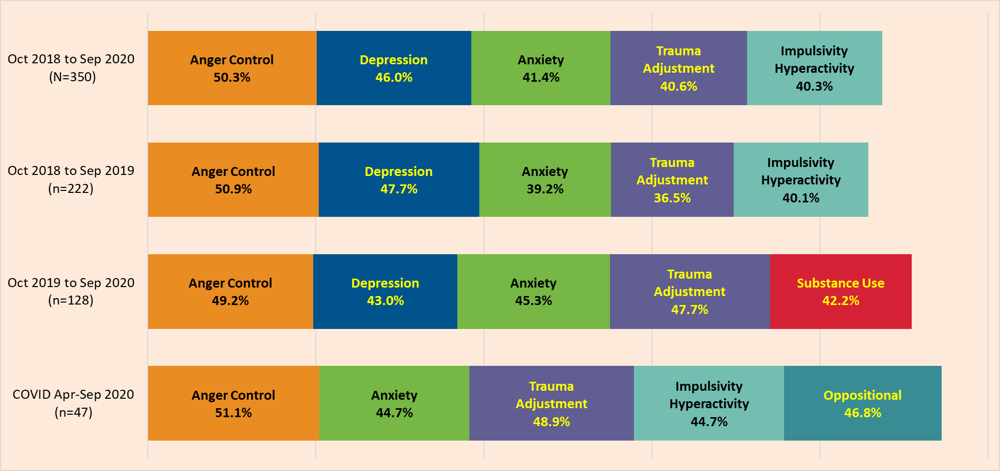 Oct 2018 to Sep 2020
(N=350)
Anger Control
50.3%
Depression
46.0%
Anxiety
41.4%
Trauma
Adjustment
40.6%
Impulsivity
Hyperactivity
40.3%
Oct 2018 to Sep 2019
(n=222)
Anger Control
50.9%
Depression
47.7%
Anxiety
39.2%
Trauma
Adjustment
36.5%
Impulsivity
Hyperactivity
40.1%
Oct 2019 to Sep 2020
(n=128)
Anger Control
49.2%
Depression
43.0%
Anxiety
45.3%
Trauma
Adjustment
47.7%
Substance Use
42.2%
COVID Apr-Sep 2020
(n=47)
Anger Control
51.1%
Anxiety
44.7%
Trauma
Adjustment
48.9%
Impulsivity
Hyperactivity
44.7%
Oppositional
46.8%